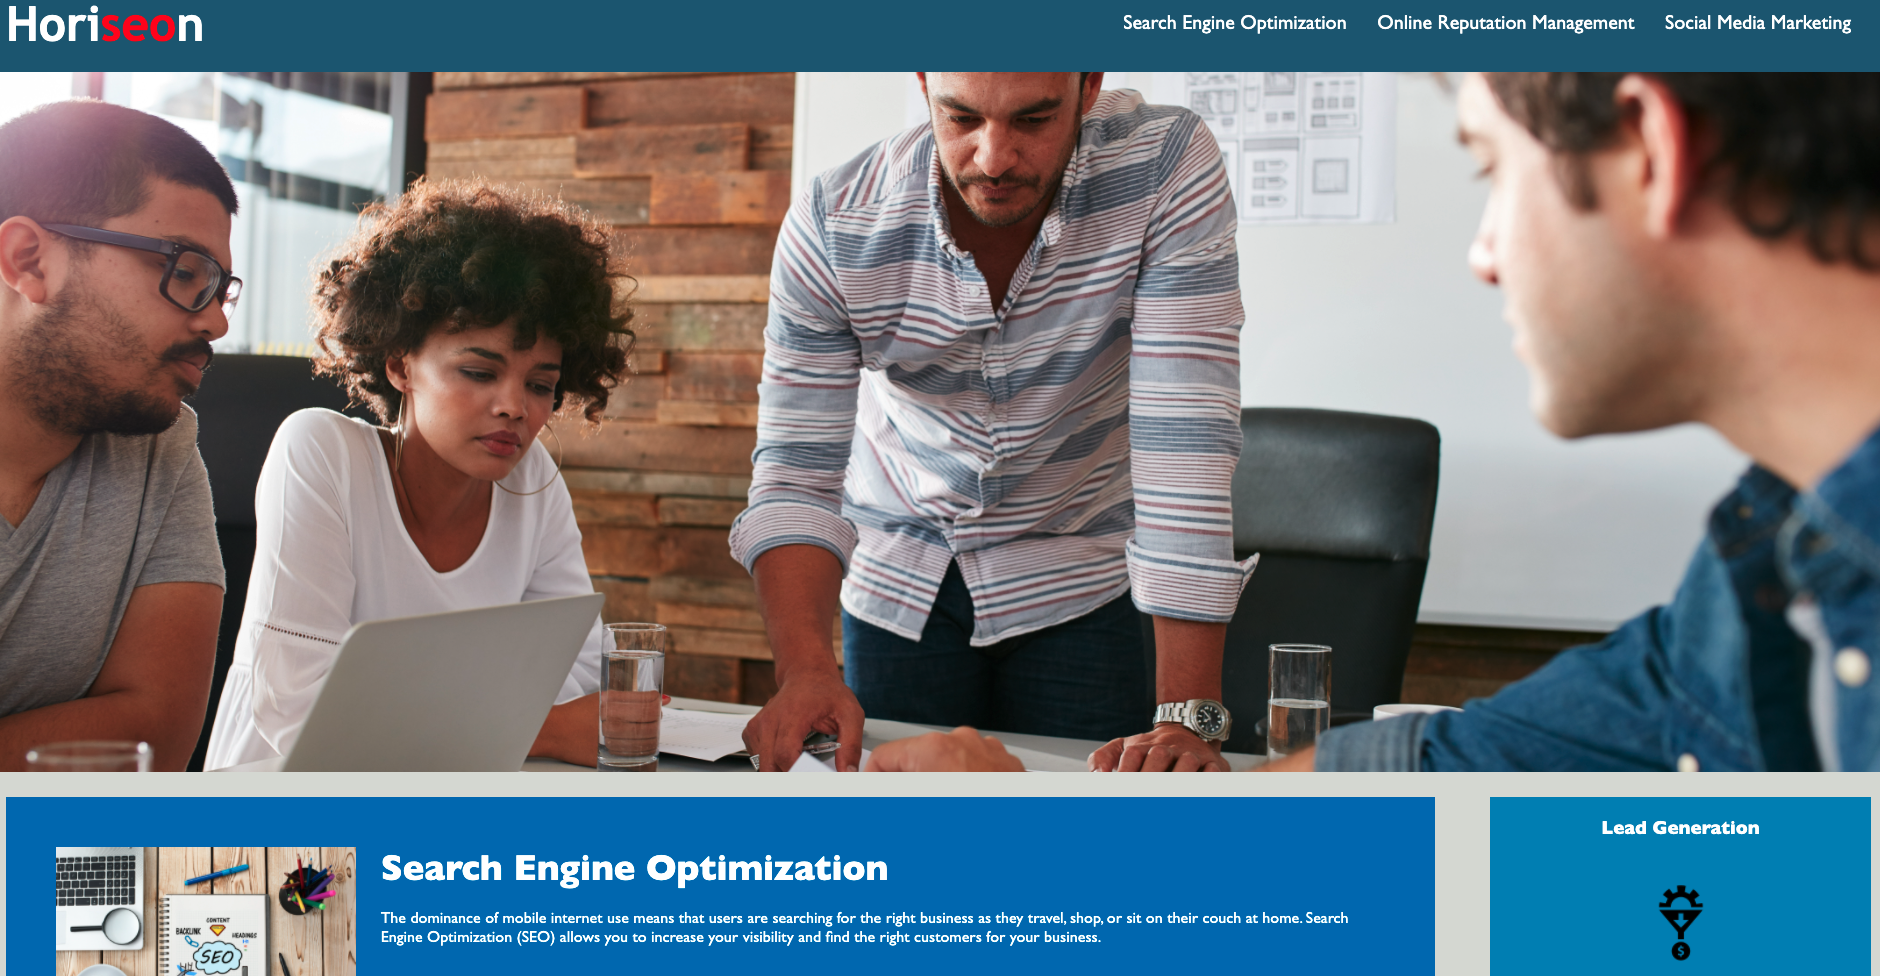 Horiseon
Search Engine Optimization
Online Reputation Management
Social Media Marketing
Search Engine Optimization
The dominance of mobile internet use means that users are searching for the right business as they travel, shop, or sit on their couch at home. Search
Engine Optimization (SEO) allows you to increase your visibility and find the right customers for your business.
CONTENT
BACKLINK
HEADINGS
SEO
Lead Generation
$